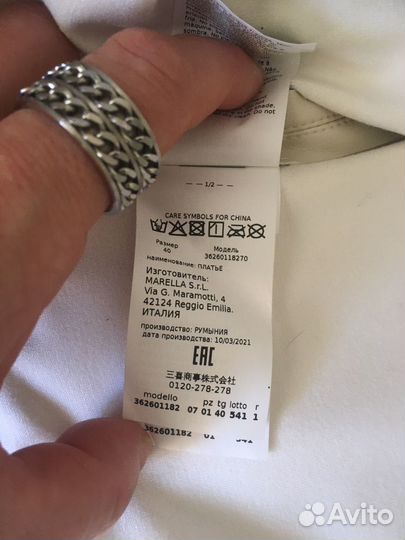 — — 1/2 — —
CARE SYMBOLS FOR CHINA
Размер Модель
40 36260118270
наименование: ПЛАТЬЕ
Изготовитель:
MARELLA S.r.L.
Via G. Maramotti, 4
42124 Reggio Emilia.
ИТАЛИЯ
производство: РУМЫНИЯ
дата производства: 10/03/2021
EAC
三喜商事株式会社
0120-278-278
modello pz tg lotto r
362601182 07 01 40 541 1
362601182
Avito